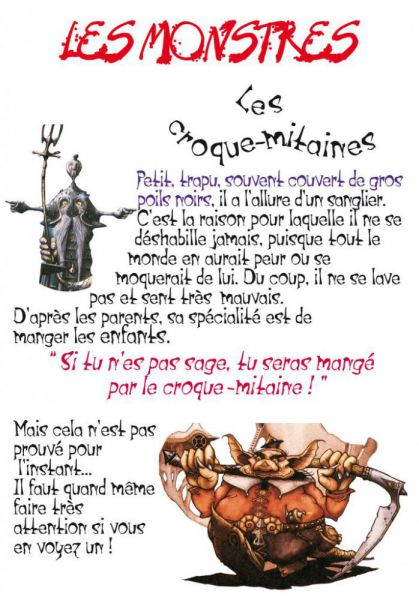 LES MONSTRES
Les
croque-mitaines
Petit, trapu, souvent couvert de gros
poils noirs, il a l'allure d'un sanglier.
C'est la raison pour laquelle il ne se
déshabille jamais, puisque tout le
monde en aurait peur ou se
moquerait de lui. Du coup, il ne se lave
pas et sent très mauvais.
D'après les parents, sa spécialité est de
manger les enfants.
" Si tu n'es pas sage, tu seras mangé
par le croque-mitaine ! "
Mais cela n'est pas
prouvé pour
l'instant...
Il faut quand même
faire très
attention si vous
en voyez un !